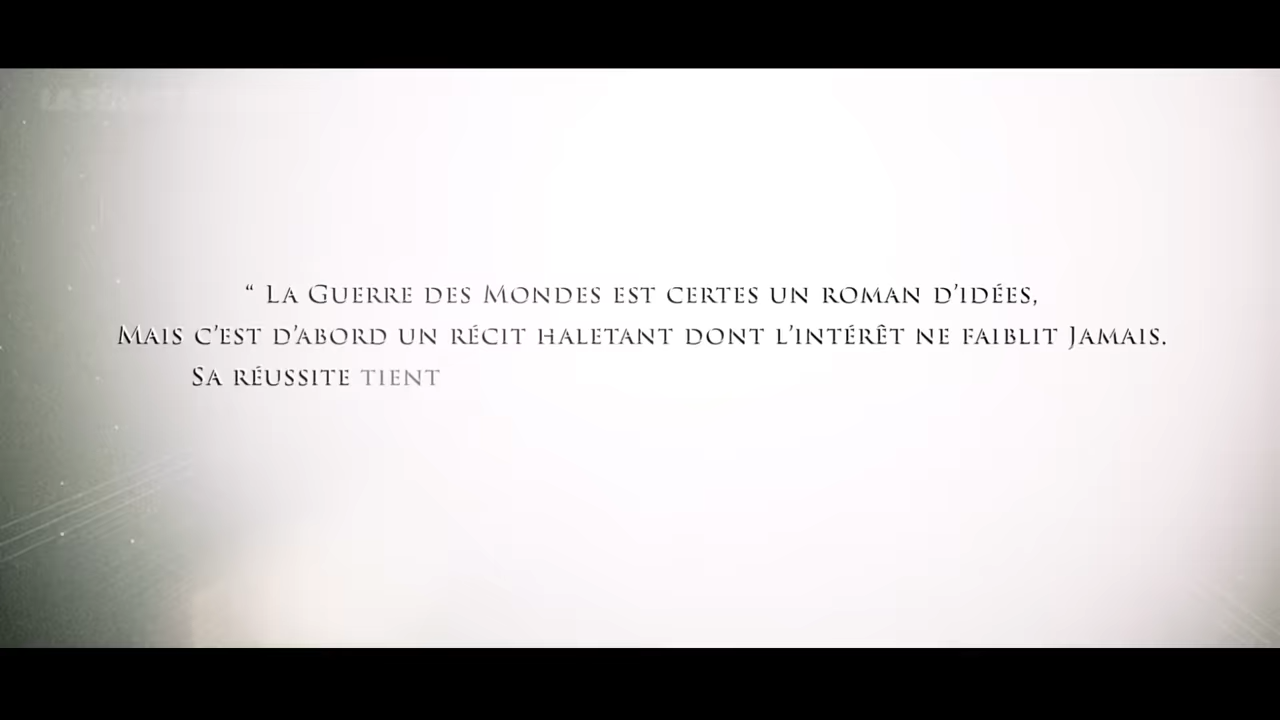 “ La Guerre des Mondes est certes un roman d’idées,
Mais c’est d’abord un récit haletant dont l’intérêt ne faiblit Jamais.
Sa réussite tient